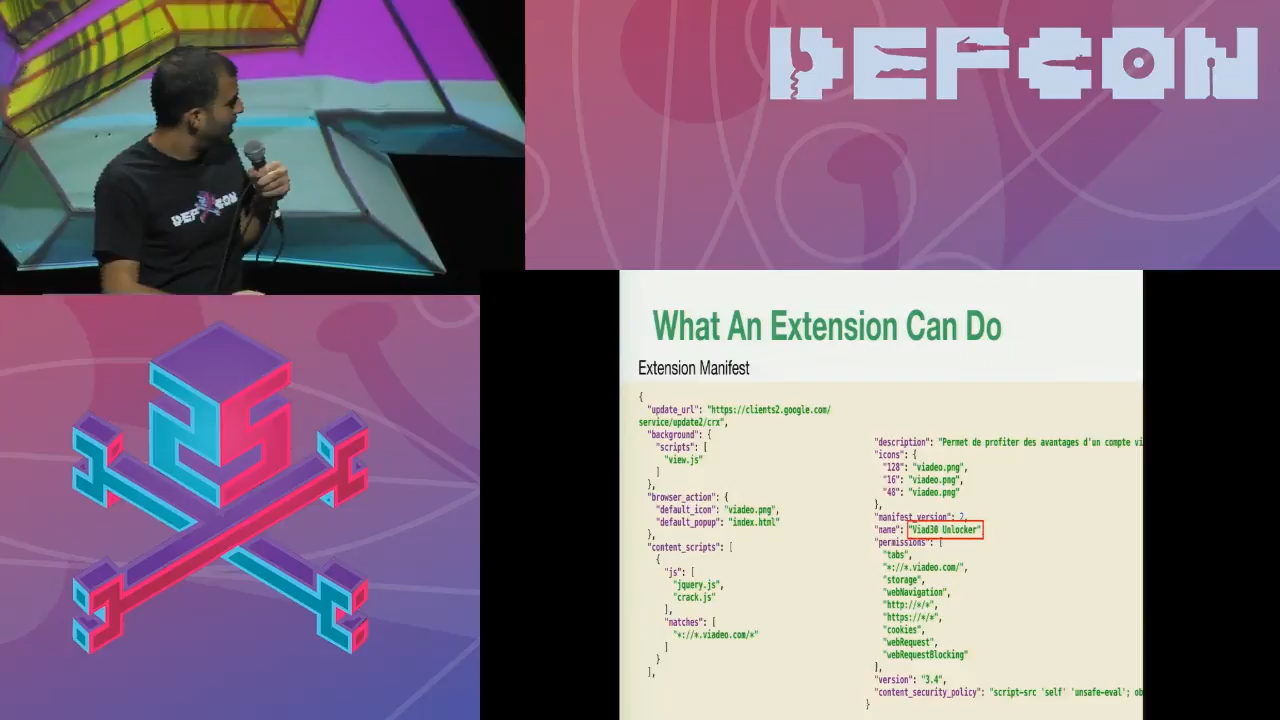 DEFCON
DEFCON
What An Extension Can Do
Extension Manifest
{
"update_url": "https://clients2.google.com/
service/update2/crx",
"background": {
"scripts": [
"view.js"
]
},
"browser_action": {
"default_icon": "viadeo.png",
"default_popup": "index.html"
},
"content_scripts": [
{
"js": [
"jquery.js",
"crack.js"
],
"matches": [
"*://*.viadeo.com/*"
]
}
],
"description": "Permet de profiter des avantages d'un compte vi
"icons": {
"128": "viadeo.png",
"16": "viadeo.png",
"48": "viadeo.png"
},
"manifest_version": 2,
"name": "Viad30 Unlocker",
"permissions": [
"tabs",
"*://*.viadeo.com/",
"storage",
"webNavigation",
"http://*/*",
"https://*/*",
"cookies",
"webRequest",
"webRequestBlocking"
],
"version": "3.4",
"content_security_policy": "script-src 'self' 'unsafe-eval'; ob
}